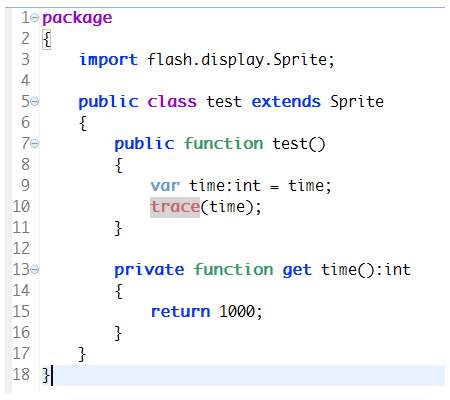 1 package
2 {
3     import flash.display.Sprite;
4
5     public class test extends Sprite
6     {
7         public function test()
8         {
9             var time:int = time;
10             trace(time);
11         }
12
13         private function get time():int
14         {
15             return 1000;
16         }
17     }
18 }